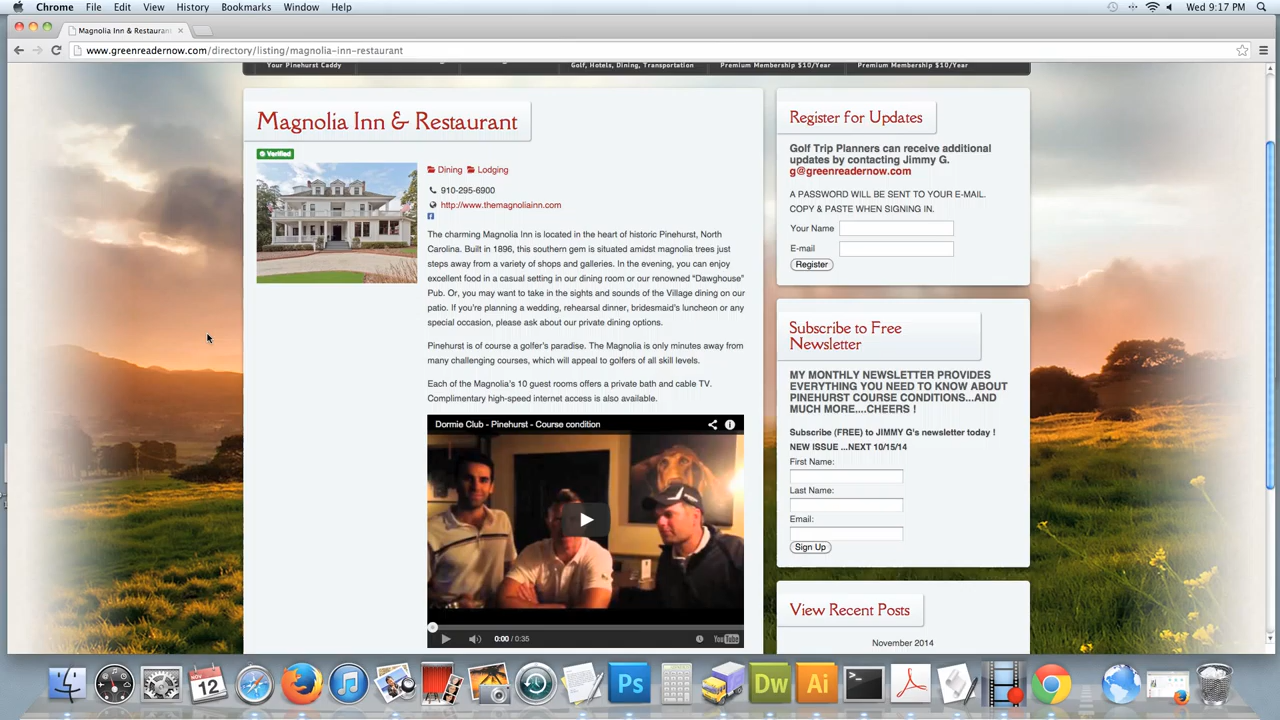 Chrome File Edit View History Bookmarks Window Help Wed 9:17 PM
Magnolia Inn & Restaurant
www.greenreadernow.com/directory/listing/magnolia-inn-restaurant
Your Pinehurst Caddy Golf, Hotels, Dining, Transportation Premium Membership $10/Year Premium Membership $10/Year
Magnolia Inn & Restaurant
Verified
Dining Lodging
910-295-6900
http://www.themagnoliainn.com
The charming Magnolia Inn is located in the heart of historic Pinehurst, North
Carolina. Built in 1896, this southern gem is situated amidst magnolia trees just
steps away from a variety of shops and galleries. In the evening, you can enjoy
excellent food in a casual setting in our dining room or our renowned “Dawghouse”
Pub. Or, you may want to take in the sights and sounds of the Village dining on our
patio. If you’re planning a wedding, rehearsal dinner, bridesmaid’s luncheon or any
special occasion, please ask about our private dining options.
Pinehurst is of course a golfer’s paradise. The Magnolia is only minutes away from
many challenging courses, which will appeal to golfers of all skill levels.
Each of the Magnolia’s 10 guest rooms offers a private bath and cable TV.
Complimentary high-speed internet access is also available.
Dormie Club - Pinehurst - Course condition
0:00 / 0:35
YouTube
Register for Updates
Golf Trip Planners can receive additional
updates by contacting Jimmy G.
g@greenreadernow.com
A PASSWORD WILL BE SENT TO YOUR E-MAIL.
COPY & PASTE WHEN SIGNING IN.
Your Name
E-mail
Register
Subscribe to Free
Newsletter
MY MONTHLY NEWSLETTER PROVIDES
EVERYTHING YOU NEED TO KNOW ABOUT
PINEHURST COURSE CONDITIONS...AND
MUCH MORE....CHEERS !
Subscribe (FREE) to JIMMY G's newsletter today !
NEW ISSUE ...NEXT 10/15/14
First Name:
Last Name:
Email:
Sign Up
View Recent Posts
November 2014
NOV
12
Ps
Dw
Ai